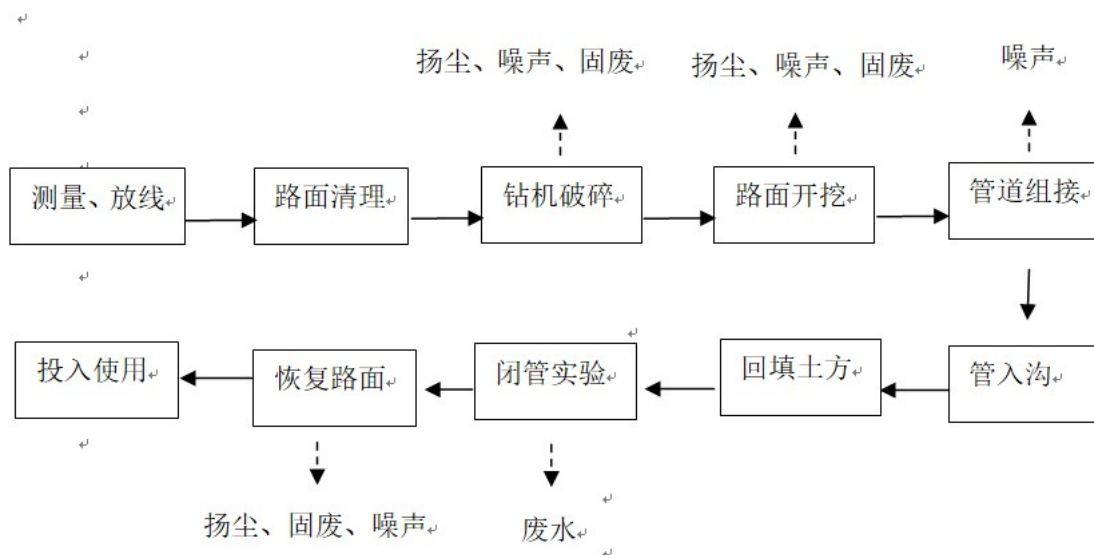 扬尘、噪声、固废
扬尘、噪声、固废
噪声
测量、放线
路面清理
钻机破碎
路面开挖
管道组接
投入使用
恢复路面
闭管实验
回填土方
管入沟
扬尘、固废、噪声
废水